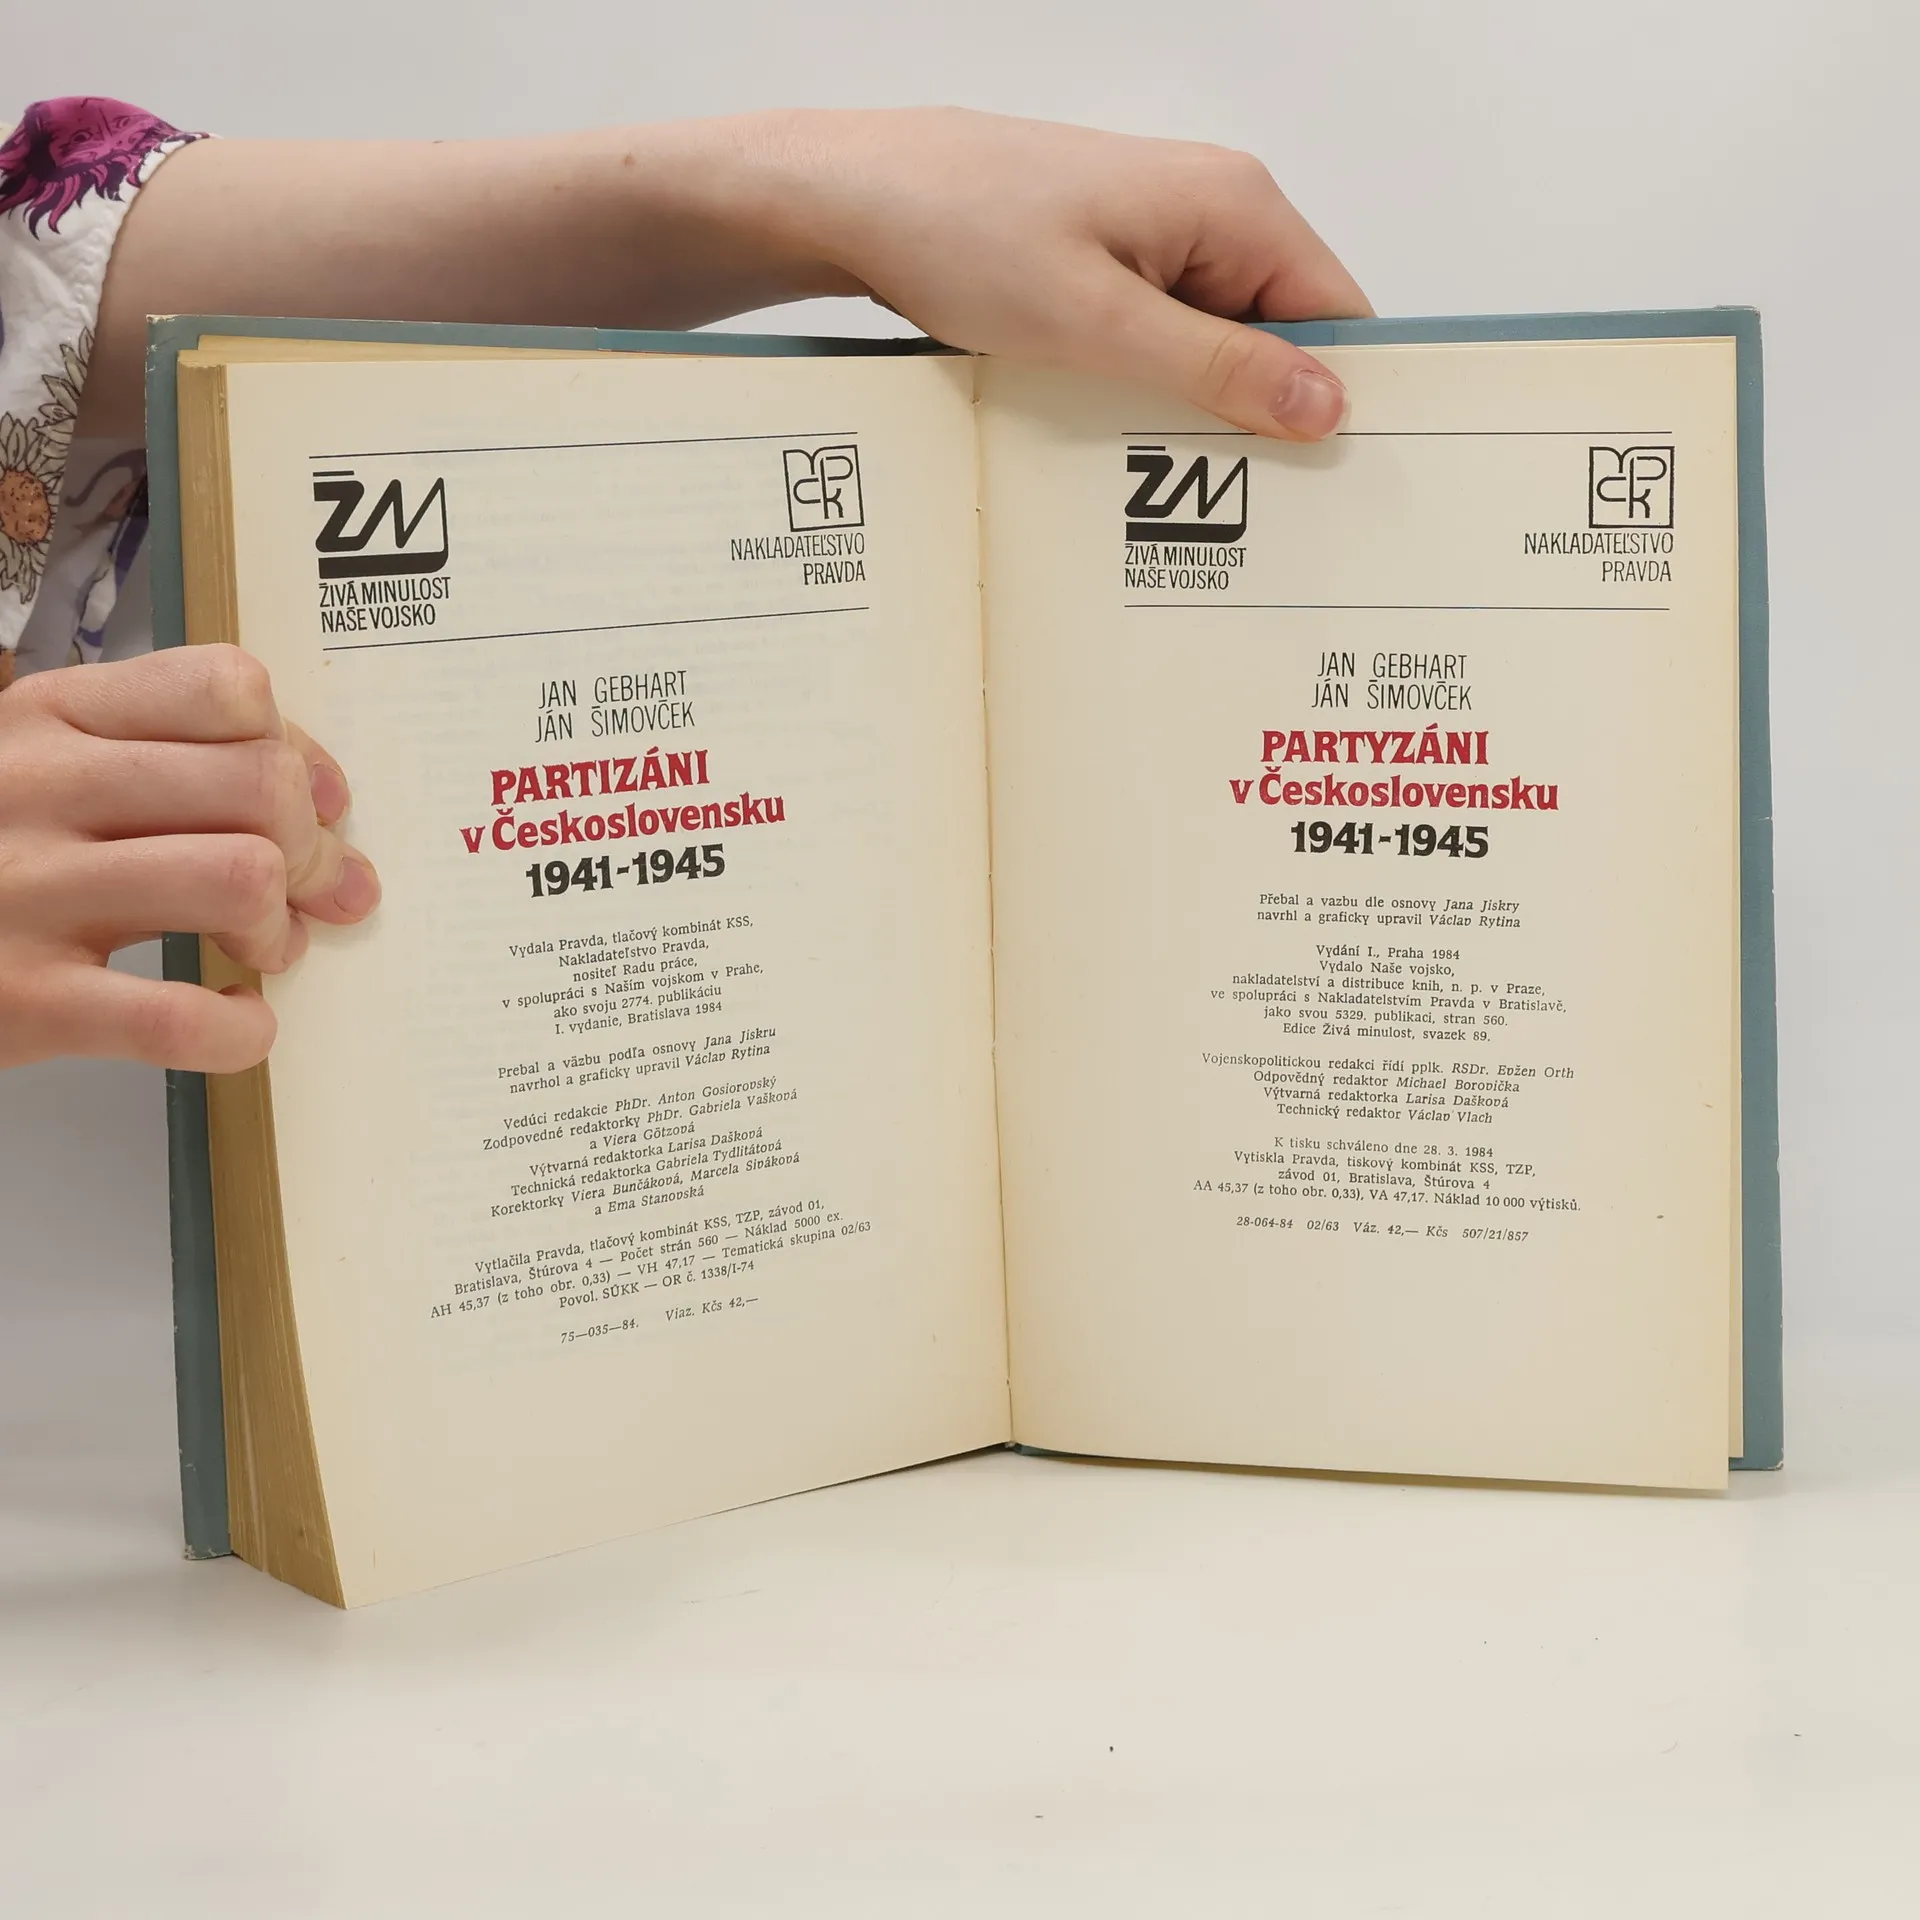 ŽM
ŽIVÁ MINULOST
NAŠE VOJSKO
NAKLADATEĽSTVO
PRAVDA
JAN GEBHART
JÁN ŠIMOVČEK
PARTIZÁNI
v Československu
1941-1945
Vydala Pravda, tlačový kombinát KSS,
Nakladateľstvo Pravda,
nositeľ Radu práce,
v spolupráci s Naším vojskom v Prahe,
ako svoju 2774. publikáciu
I. vydanie, Bratislava 1984
Prebal a väzbu podľa osnovy Jana Jiskru
navrhol a graficky upravil Václav Rytina
Vedúci redakcie PhDr. Anton Gosiorovský
Zodpovedné redaktorky PhDr. Gabriela Vašková
a Viera Götzová
Výtvarná redaktorka Larisa Dašková
Technická redaktorka Gabriela Tydlitátová
Korektorky Viera Bunčáková, Marcela Siváková
a Ema Stanovská
Vytlačila Pravda, tlačový kombinát KSS, TZP, závod 01,
Bratislava, Štúrova 4 — Počet strán 560 — Náklad 5000 ex.
AH 45,37 (z toho obr. 0,33) — VH 47,17 — Tematická skupina 02/63
Povol. SÚKK — OR č. 1338/I-74
75—035—84. Viaz. Kčs 42,—
ŽM
ŽIVÁ MINULOST
NAŠE VOJSKO
NAKLADATEĽSTVO
PRAVDA
JAN GEBHART
JÁN ŠIMOVČEK
PARTYZÁNI
v Československu
1941-1945
Přebal a vazbu dle osnovy Jana Jiskry
navrhl a graficky upravil Václav Rytina
Vydání I., Praha 1984
Vydalo Naše vojsko,
nakladatelství a distribuce knih, n. p. v Praze,
ve spolupráci s Nakladatelstvím Pravda v Bratislavě,
jako svou 5329. publikaci, stran 560.
Edice Živá minulost, svazek 89.
Vojenskopolitickou redakci řídí pplk. RSDr. Evžen Orth
Odpovědný redaktor Michael Borovička
Výtvarná redaktorka Larisa Dašková
Technický redaktor Václav Vlach
K tisku schváleno dne 28. 3. 1984
Vytiskla Pravda, tiskový kombinát KSS, TZP,
závod 01, Bratislava, Štúrova 4
AA 45,37 (z toho obr. 0,33), VA 47,17. Náklad 10 000 výtisků.
28-064-84 02/63 Váz. 42,— Kčs 507/21/857